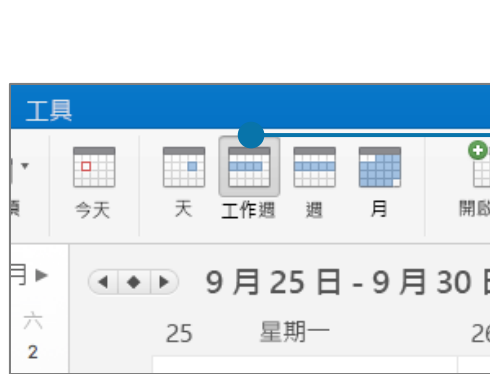 工具
今天 天 工作週 週 月 開啟
月
9 月 25 日 - 9 月 30
六
25 星期一 26
2